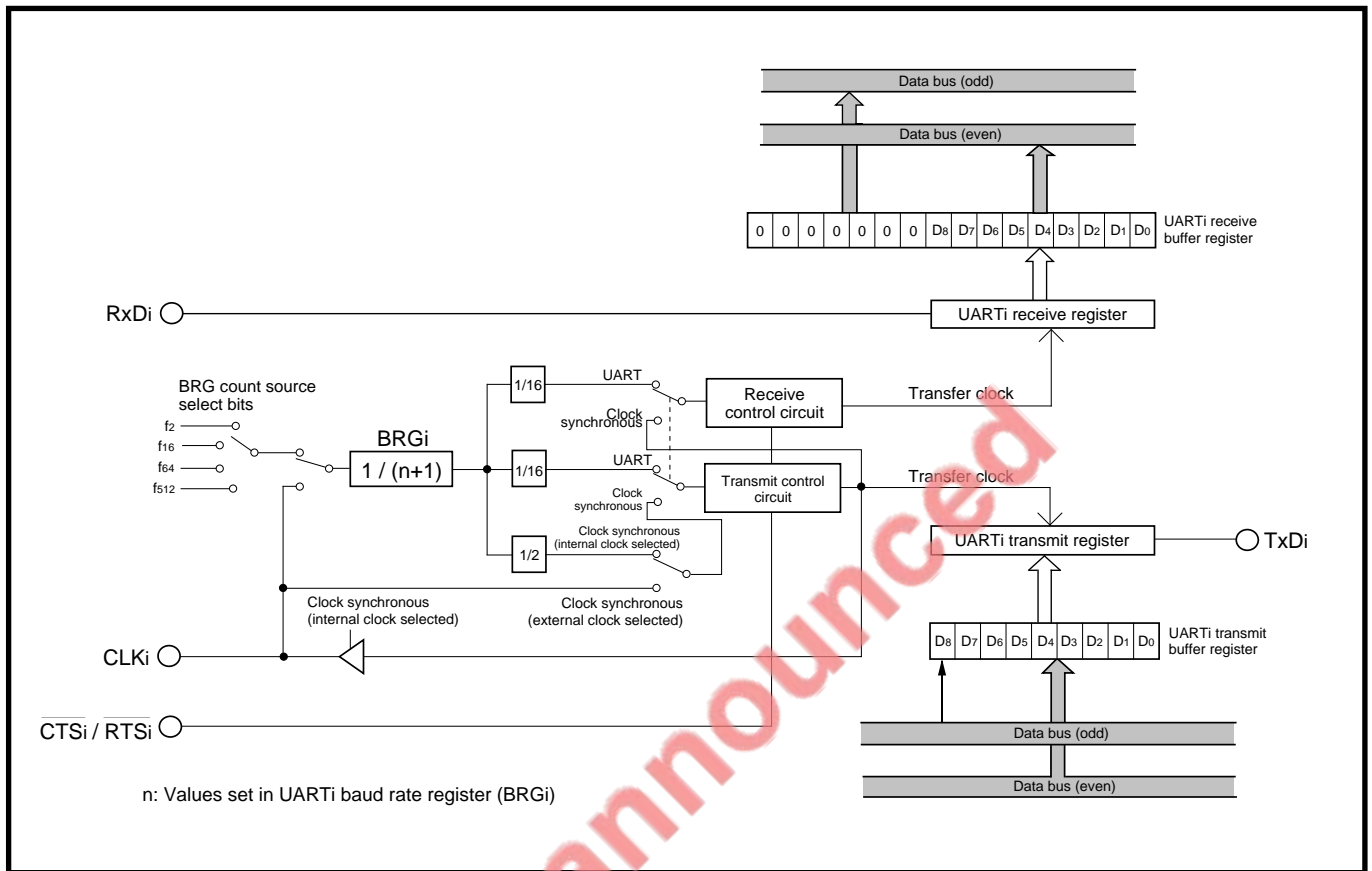 Data bus (odd)
Data bus (even)
0 0 0 0 0 0 0 D8 D7 D6 D5 D4 D3 D2 D1 D0
UARTi receive
buffer register
RxDi
UARTi receive register
BRG count source
select bits
f2
f16
f64
f512
BRGi
1 / (n+1)
1/16
UART
Clock
synchronous
Receive
control circuit
Transfer clock
1/16
UART
Clock
synchronous
Transmit control
circuit
Transfer clock
1/2
Clock synchronous
(internal clock selected)
Clock synchronous
(external clock selected)
UARTi transmit register
TxDi
Clock synchronous
(internal clock selected)
CLKi
D8 D7 D6 D5 D4 D3 D2 D1 D0
UARTi transmit
buffer register
CTSi / RTSi
Data bus (odd)
Data bus (even)
n: Values set in UARTi baud rate register (BRGi)
announced